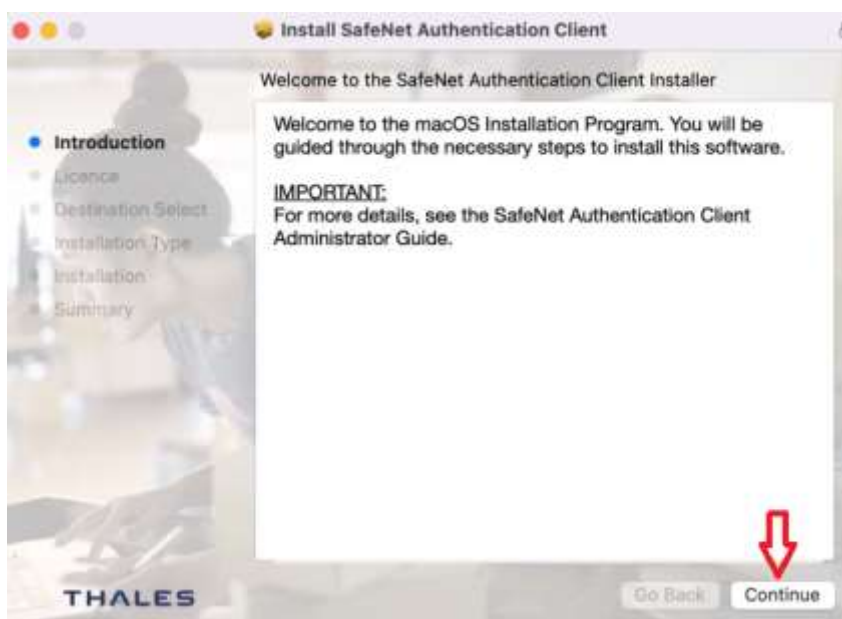 Install SafeNet Authentication Client
Welcome to the SafeNet Authentication Client Installer
Introduction
Licence
Destination Select
Installation Type
Installation
Summary
Welcome to the macOS Installation Program. You will be
guided through the necessary steps to install this software.
IMPORTANT:
For more details, see the SafeNet Authentication Client
Administrator Guide.
THALES
Go Back
Continue